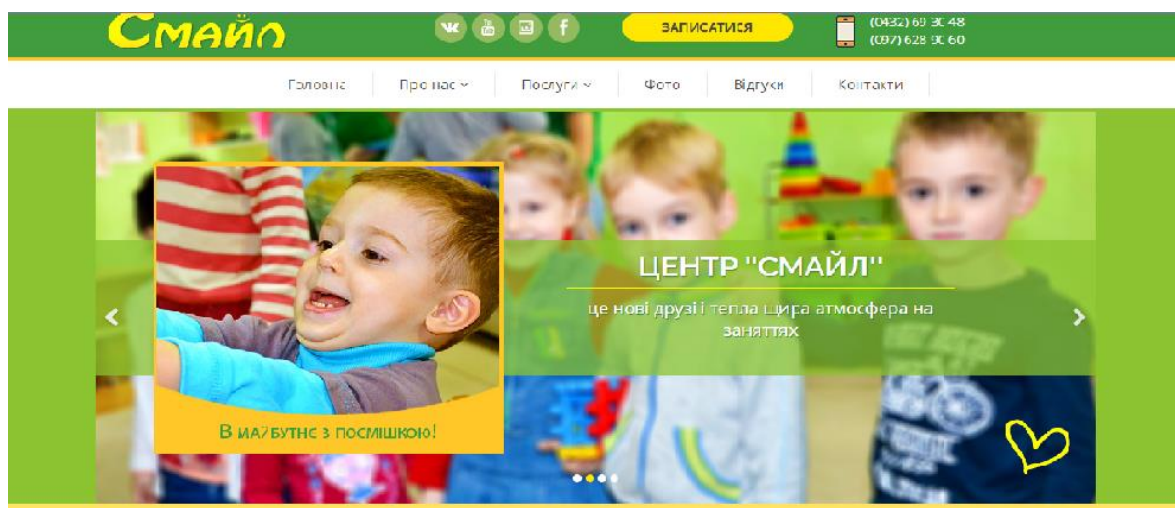 Смайл
ЗАПИСАТИСЯ
(0432) 69 30 48
(097) 628 90 60
Головна
Про нас
Послуги
Фото
Відгуки
Контакти
ЦЕНТР "СМАЙЛ"
це нові друзі і тепла щира атмосфера на
заняттях
В МАЙБУТНЄ З ПОСМІШКОЮ!